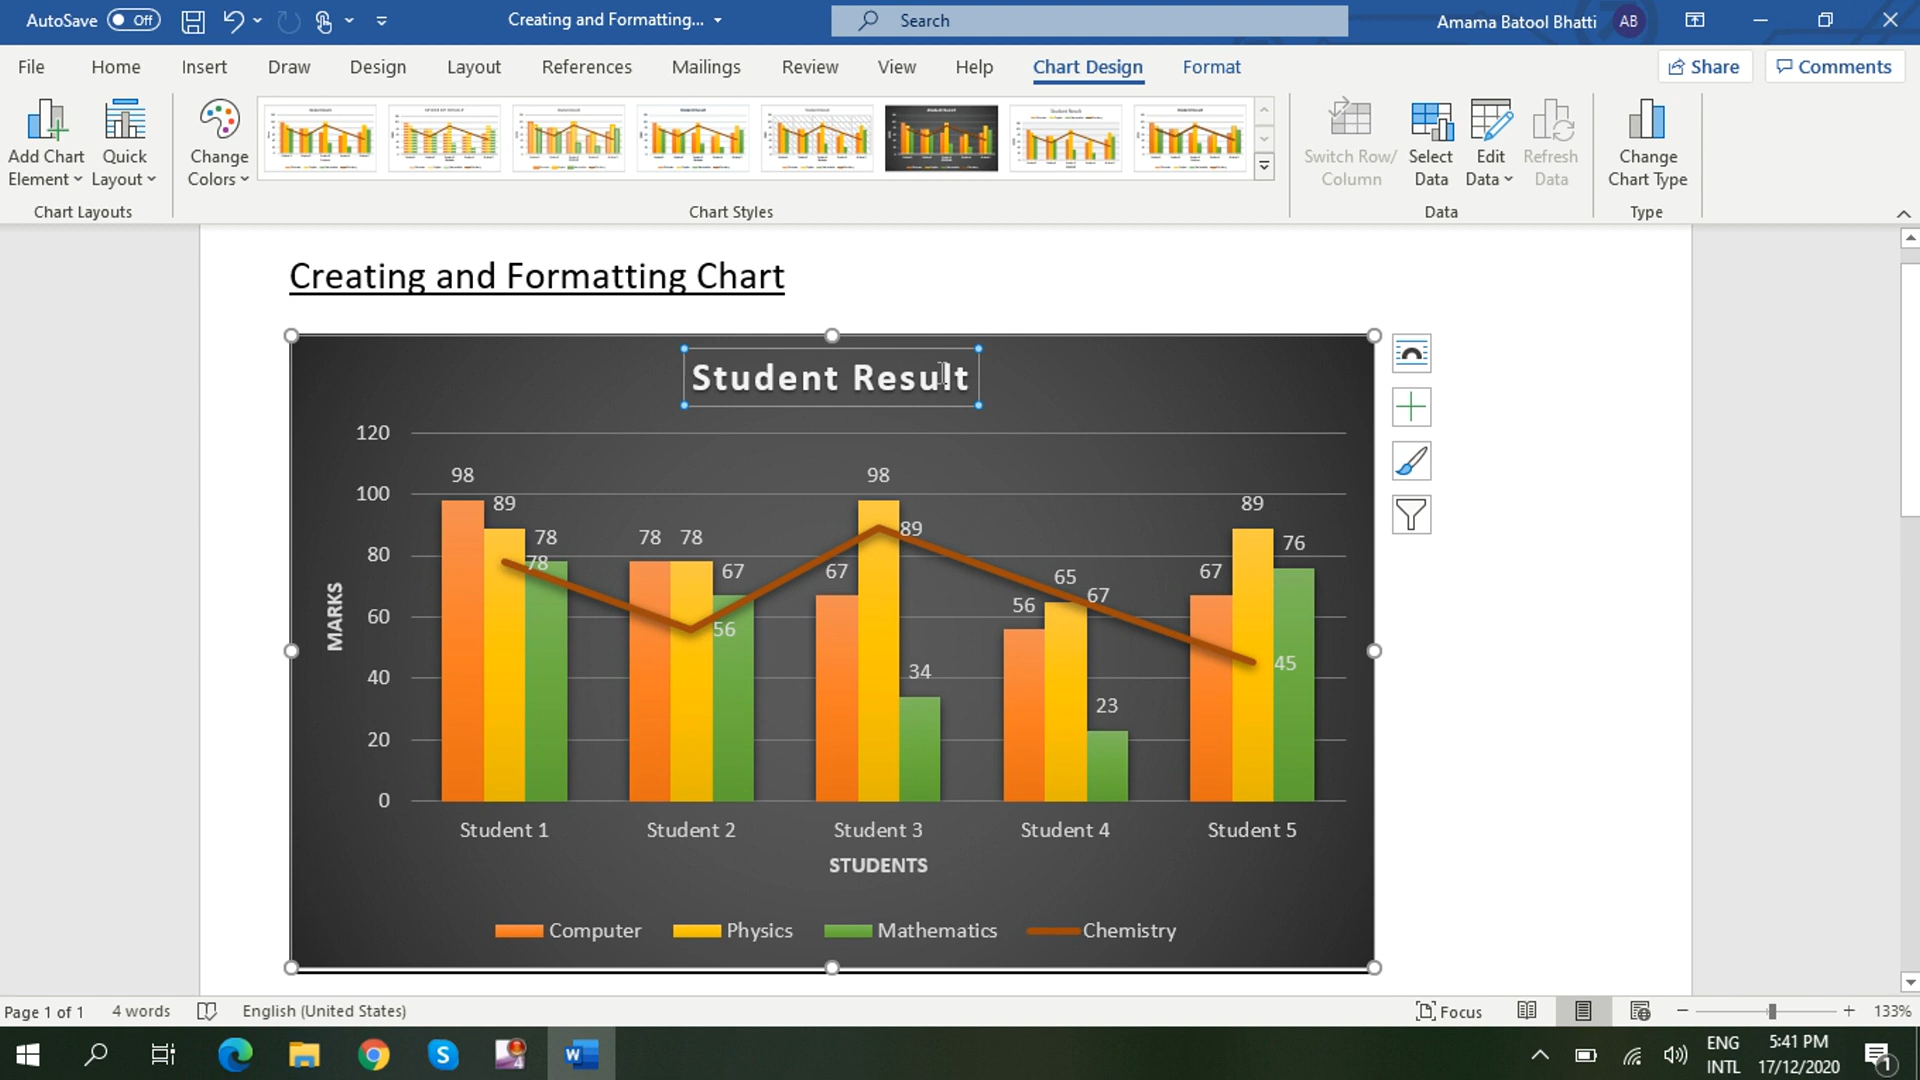 AutoSave Off Creating and Formatting... Search Amama Batool Bhatti AB
File Home Insert Draw Design Layout References Mailings Review View Help Chart Design Format Share Comments
Add Chart Element
Quick Layout
Change Colors
Switch Row/ Column
Select Data
Edit Data
Refresh Data
Change Chart Type
Chart Layouts Chart Styles Data Type
Creating and Formatting Chart
Student Result
120
100
80
60
40
20
0
MARKS
98 89 78 78
78 78 67 56
67 98 89 34
56 65 67 23
67 89 76 45
Student 1 Student 2 Student 3 Student 4 Student 5
STUDENTS
Computer Physics Mathematics Chemistry
Page 1 of 1 4 words English (United States) Focus 133%
ENG 5:41 PM
INTL 17/12/2020 1
4
W